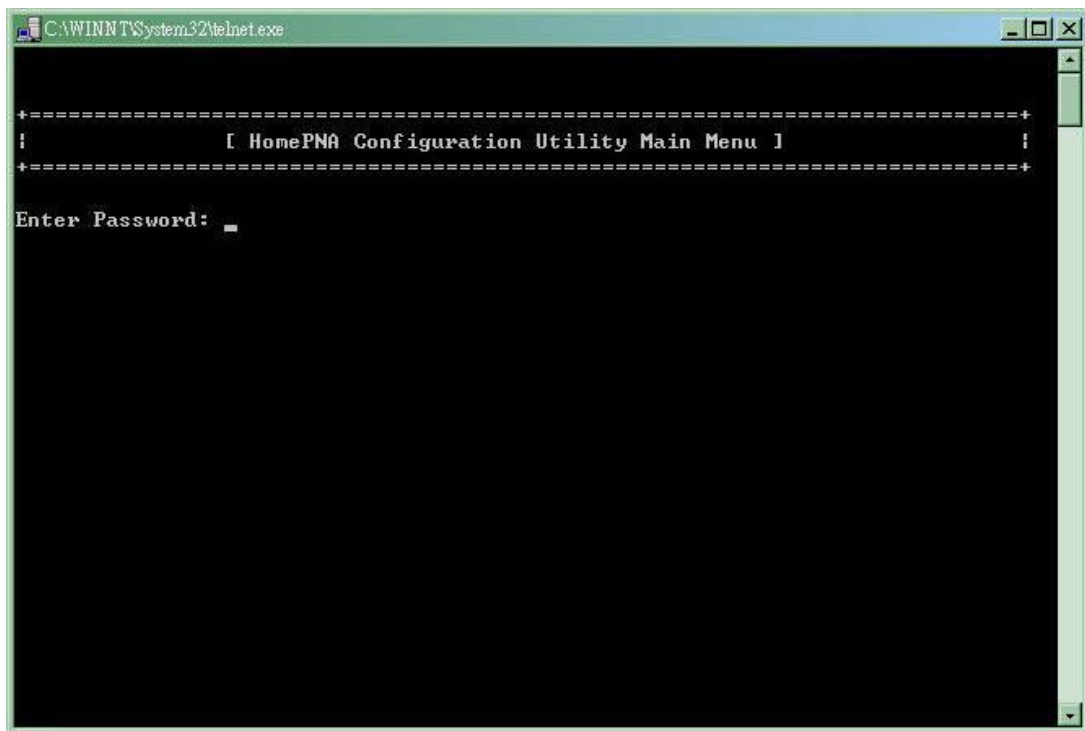 C:\WINNT\System32\telnet.exe
+=============================================================================+
¦ [ HomePNA Configuration Utility Main Menu ] ¦
+=============================================================================+
Enter Password: _